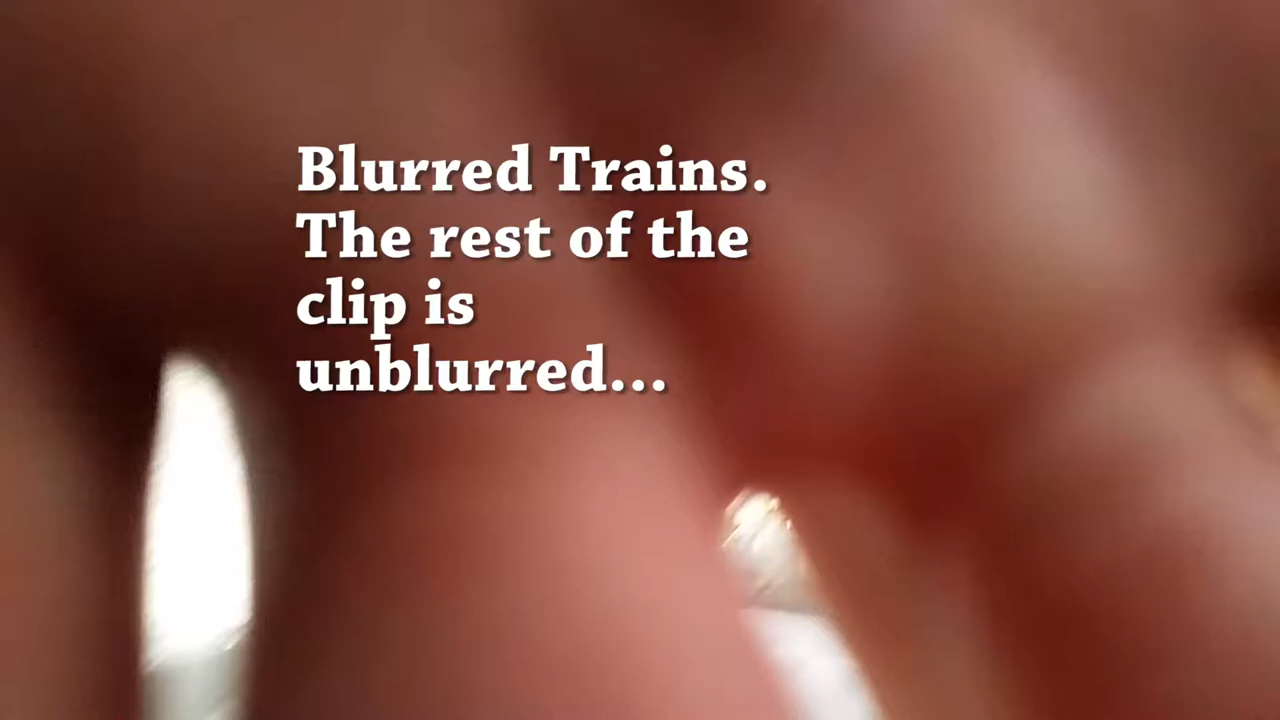 Blurred Trains.
The rest of the
clip is
unblurred...